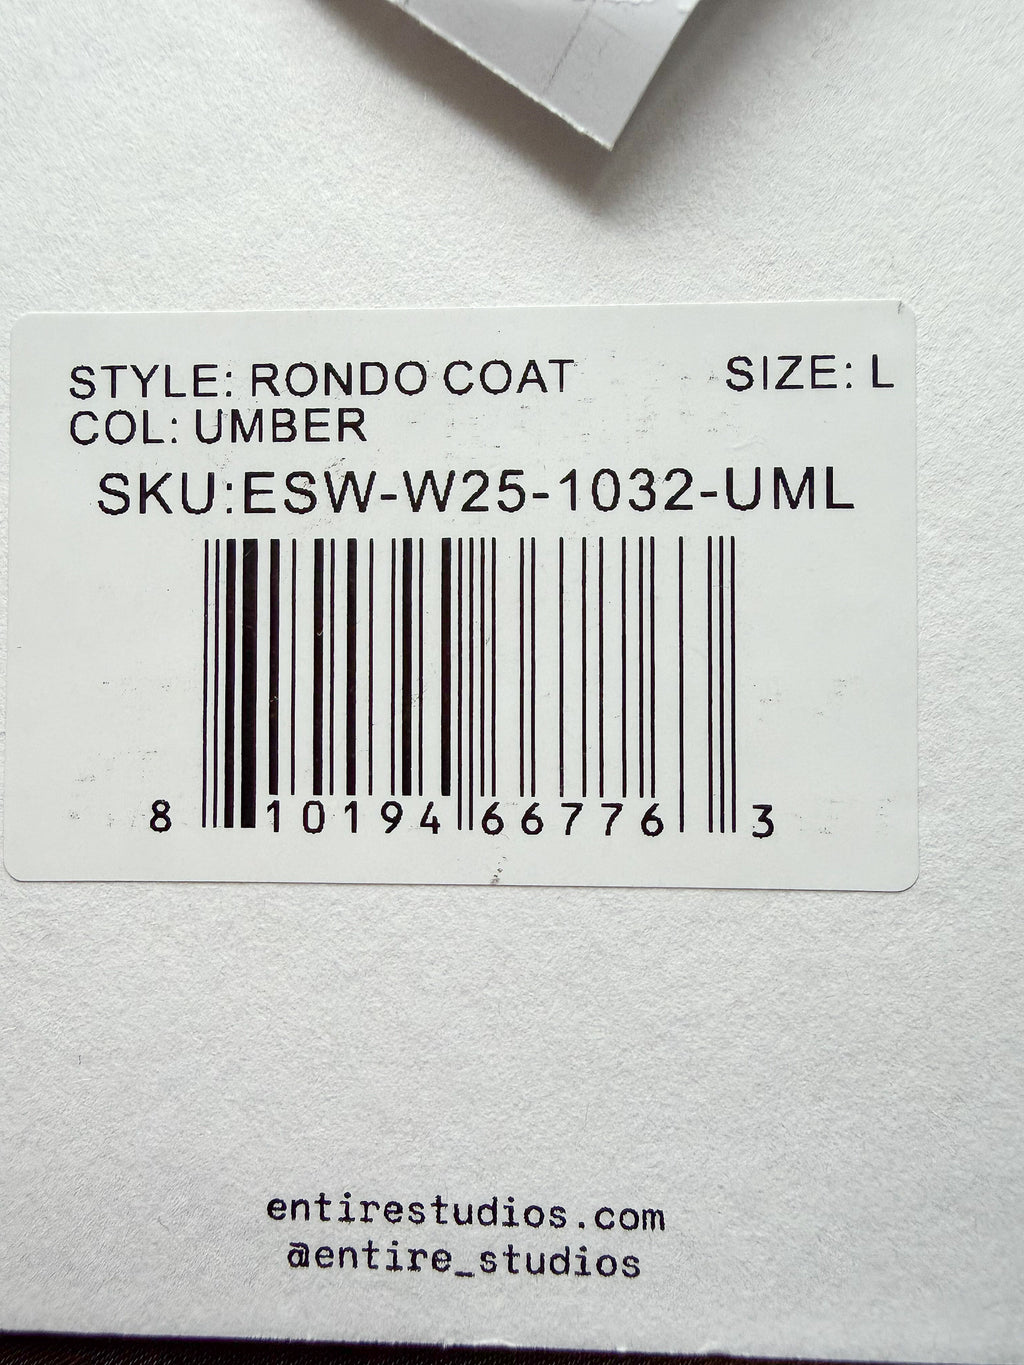 STYLE: RONDO COAT SIZE: L
COL: UMBER
SKU:ESW-W25-1032-UML
8 10194 66776 3
entirestudios.com
@entire_studios